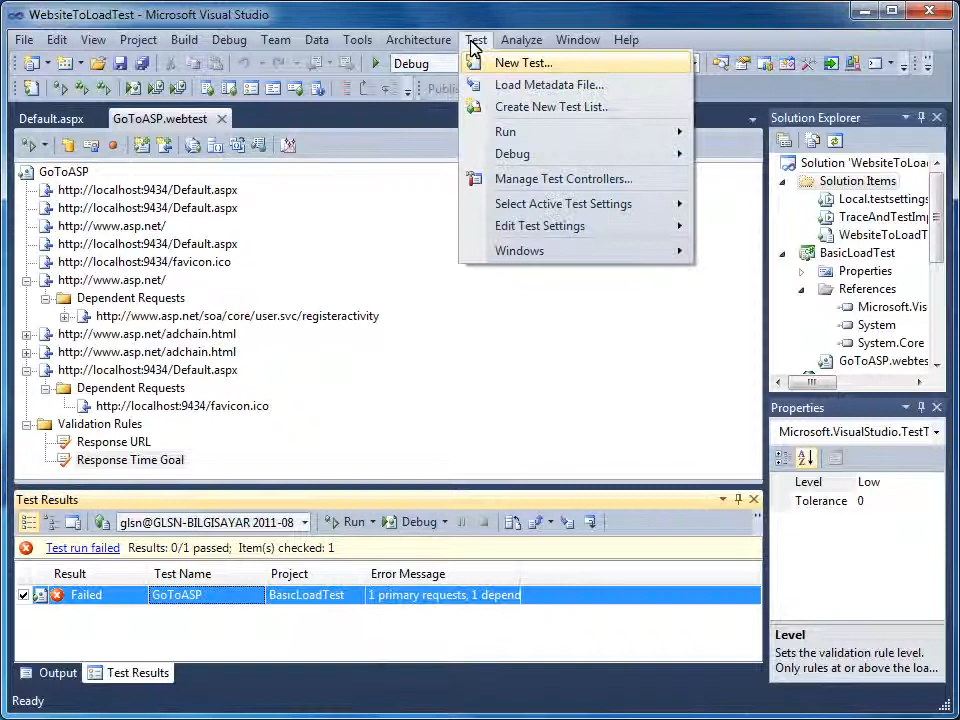 WebsiteToLoadTest - Microsoft Visual Studio
File Edit View Project Build Debug Team Data Tools Architecture Test Analyze Window Help
Debug
New Test...
Load Metadata File...
Create New Test List..
Run
Debug
Manage Test Controllers...
Select Active Test Settings
Edit Test Settings
Windows
Publis
Default.aspx GoToASP.webtest
GoToASP
http://localhost:9434/Default.aspx
http://localhost:9434/Default.aspx
http://www.asp.net/
http://localhost:9434/Default.aspx
http://localhost:9434/favicon.ico
http://www.asp.net/
Dependent Requests
http://www.asp.net/soa/core/user.svc/registeractivity
http://www.asp.net/adchain.html
http://www.asp.net/adchain.html
http://localhost:9434/Default.aspx
Dependent Requests
http://localhost:9434/favicon.ico
Validation Rules
Response URL
Response Time Goal
Solution Explorer
Solution 'WebsiteToLoa
Solution Items
Local.testsettings
TraceAndTestImp
WebsiteToLoadT
BasicLoadTest
Properties
References
Microsoft.Vis
System
System.Core
GoToASP.webtes
Properties
Microsoft.VisualStudio.TestT
Level Low
Tolerance 0
Level
Sets the validation rule level.
Only rules at or above the loa...
Test Results
glsn@GLSN-BILGISAYAR 2011-08 Run Debug
Test run failed Results: 0/1 passed; Item(s) checked: 1
Result Test Name Project Error Message
Failed GoToASP BasicLoadTest 1 primary requests, 1 depend
Output Test Results
Ready